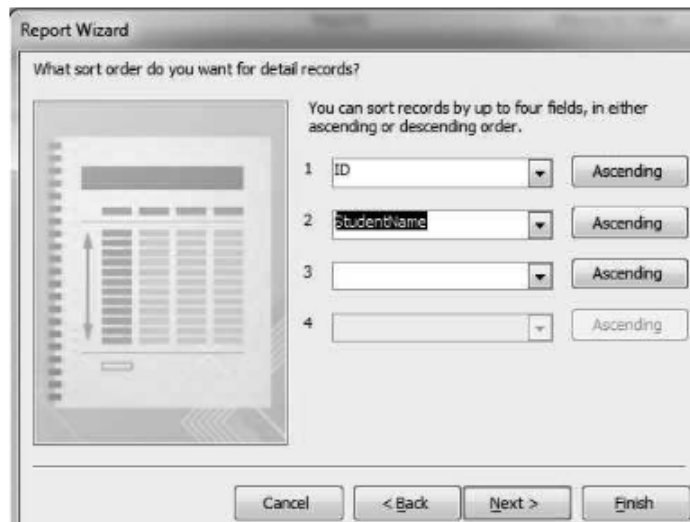 Report Wizard
What sort order do you want for detail records?
You can sort records by up to four fields, in either
ascending or descending order.
1 ID Ascending
2 StudentName Ascending
3 Ascending
4 Ascending
Cancel < Back Next > Finish